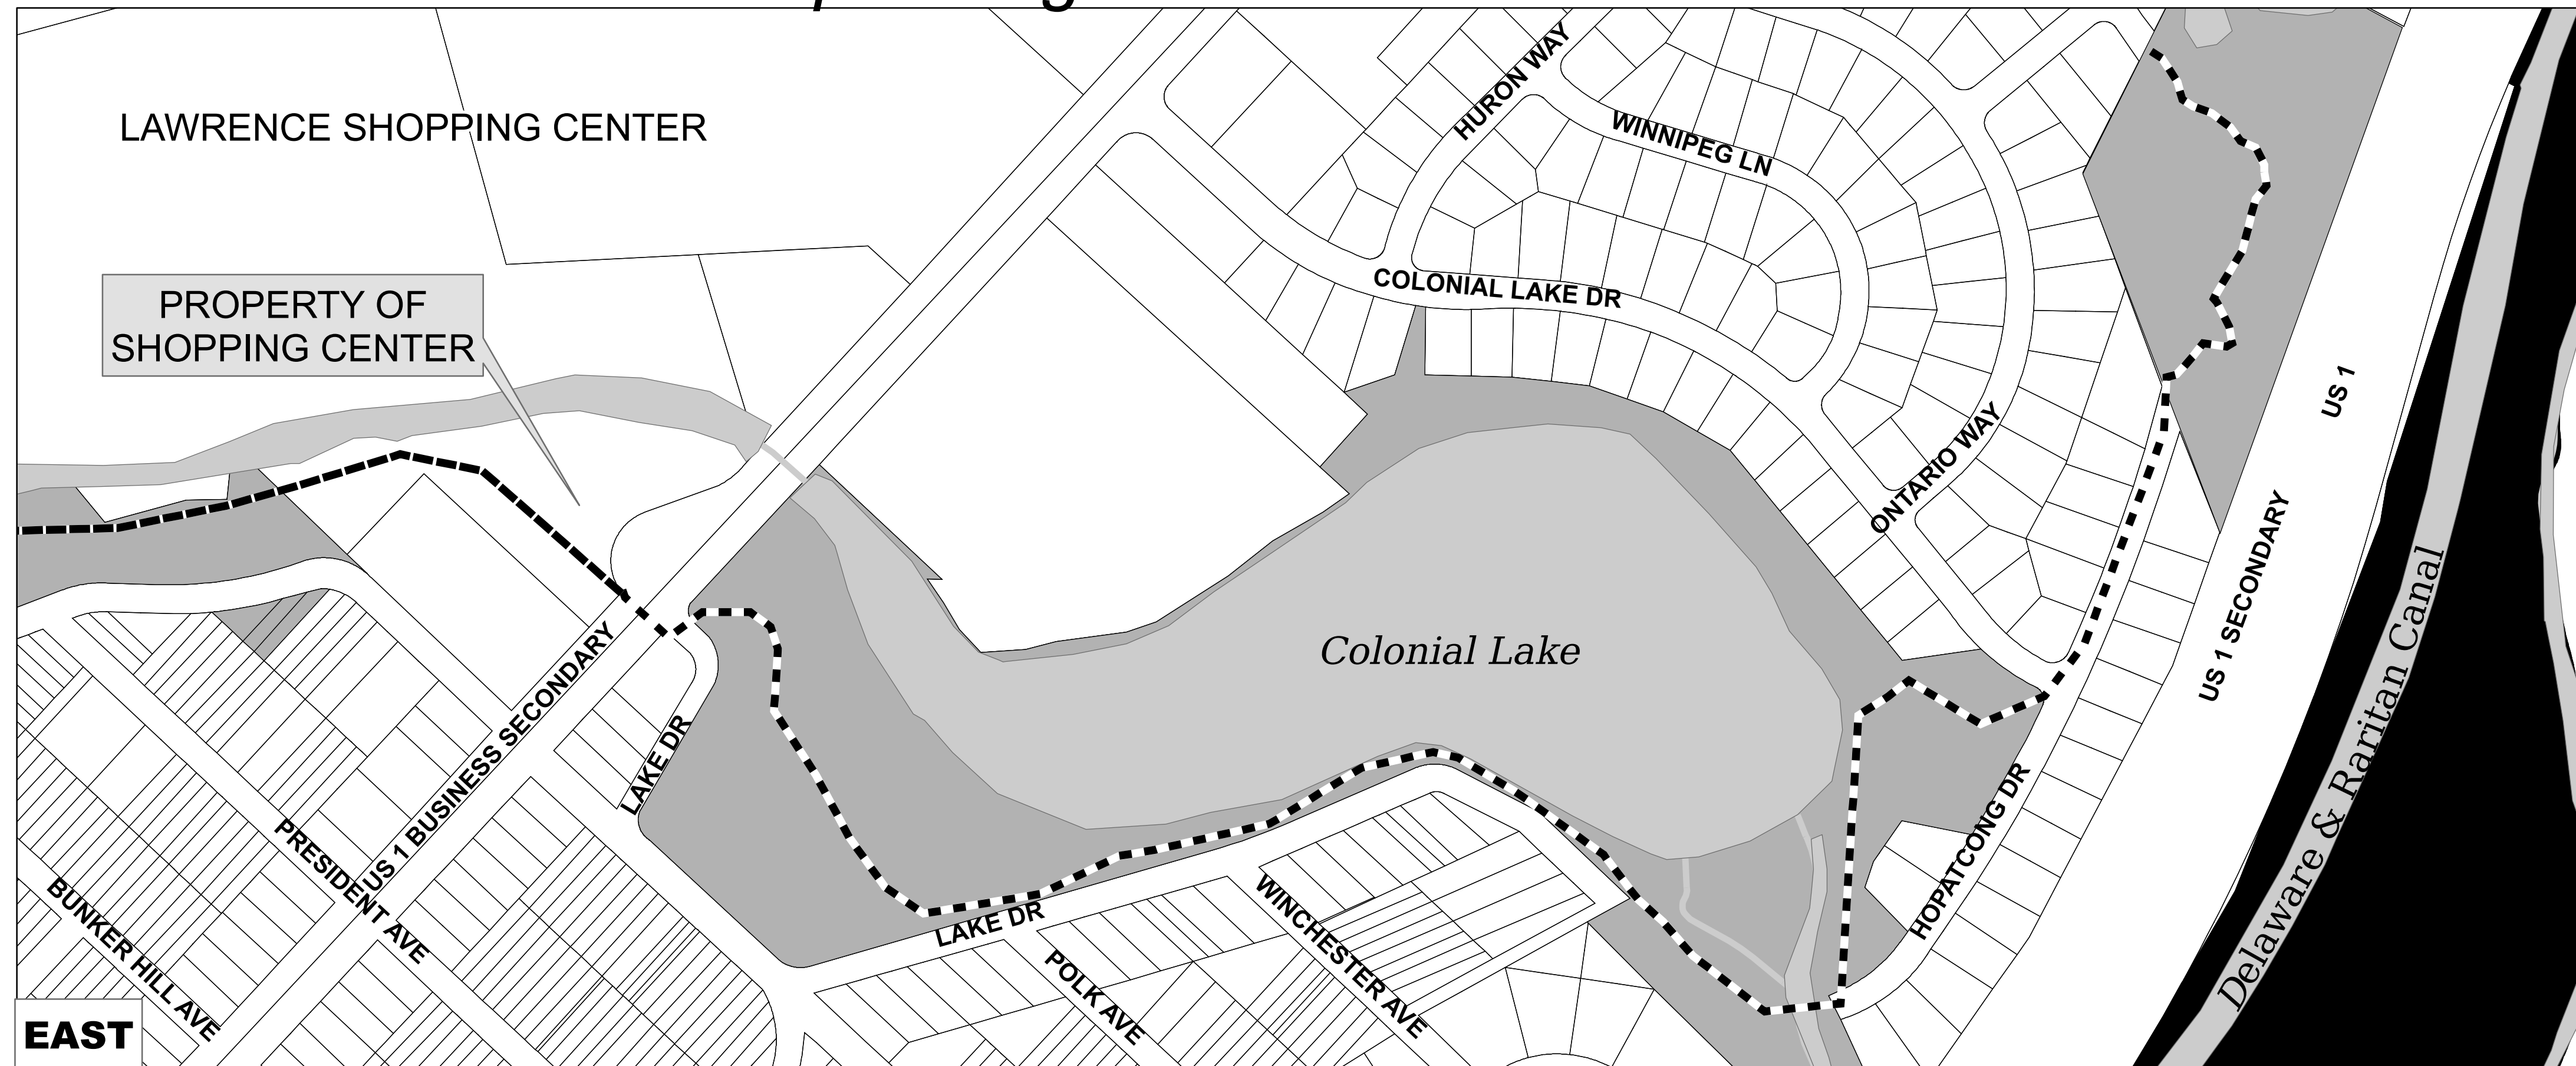 LAWRENCE SHOPPING CENTER
PROPERTY OF
SHOPPING CENTER
HURON WAY
WINNIPEG LN
COLONIAL LAKE DR
ONTARIO WAY
US 1
US 1 SECONDARY
Delaware & Raritan Canal
Colonial Lake
HOPATCONG DR
LAKE DR
US 1 BUSINESS SECONDARY
PRESIDENT AVE
BUNKER HILL AVE
LAKE DR
POLK AVE
WINCHESTER AVE
EAST